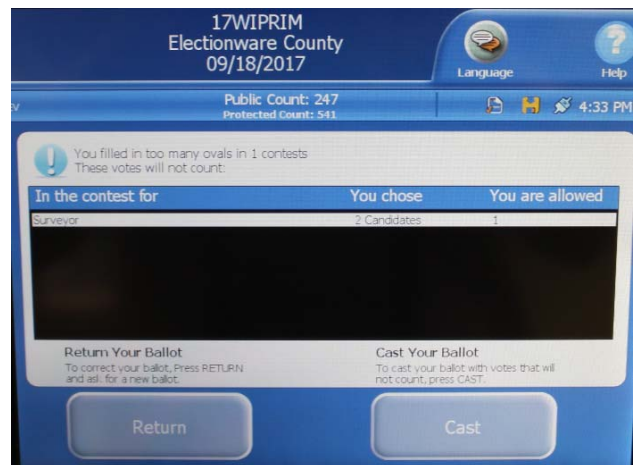 17WIPRIM
Electionware County
09/18/2017
Language
Help
EV
Public Count: 247
Protected Count: 541
4:33 PM
You filled in too many ovals in 1 contests
These votes will not count:
In the contest for You chose You are allowed
Surveyor 2 Candidates 1
Return Your Ballot
To correct your ballot, Press RETURN
and ask for a new ballot.
Cast Your Ballot
To cast your ballot with votes that will
not count, press CAST.
Return
Cast